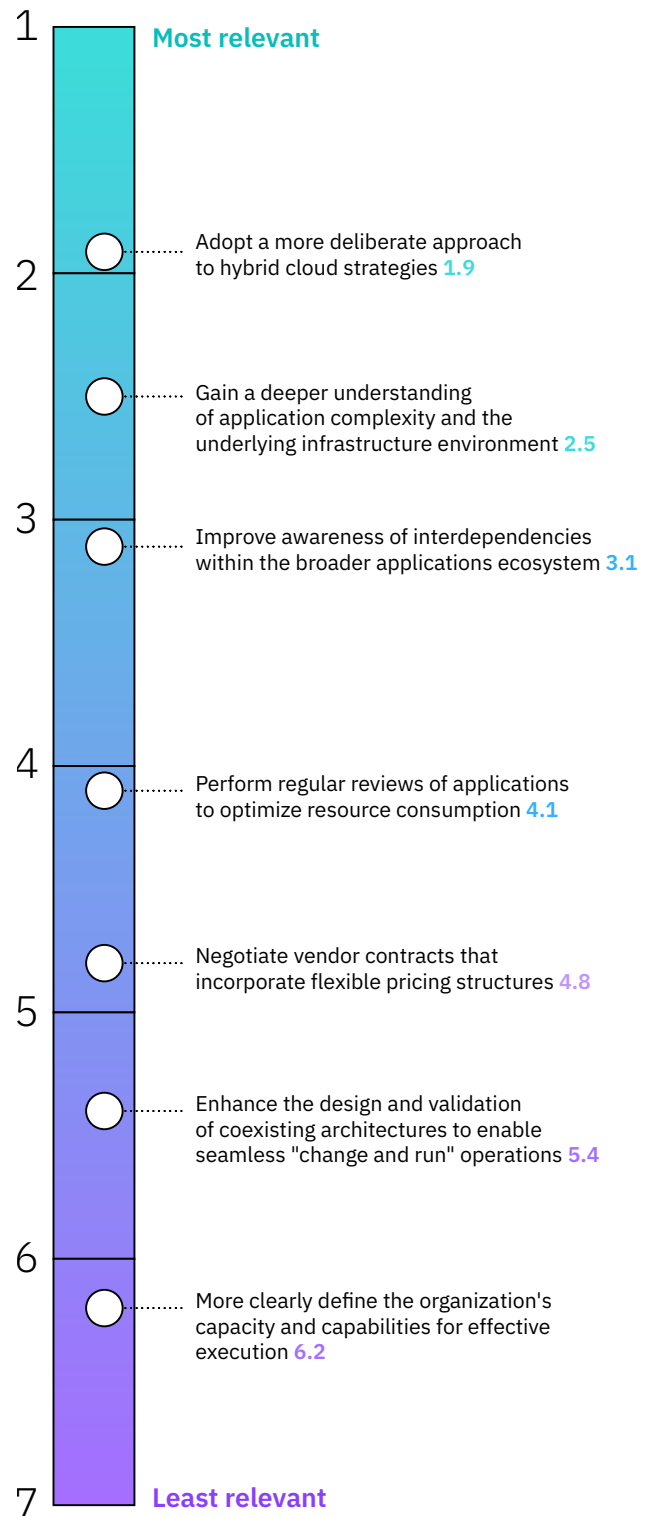 1
Most relevant
Adopt a more deliberate approach
to hybrid cloud strategies 1.9
2
Gain a deeper understanding
of application complexity and the
underlying infrastructure environment 2.5
3
Improve awareness of interdependencies
within the broader applications ecosystem 3.1
4
Perform regular reviews of applications
to optimize resource consumption 4.1
Negotiate vendor contracts that
incorporate flexible pricing structures 4.8
5
Enhance the design and validation
of coexisting architectures to enable
seamless "change and run" operations 5.4
6
More clearly define the organization's
capacity and capabilities for effective
execution 6.2
7
Least relevant